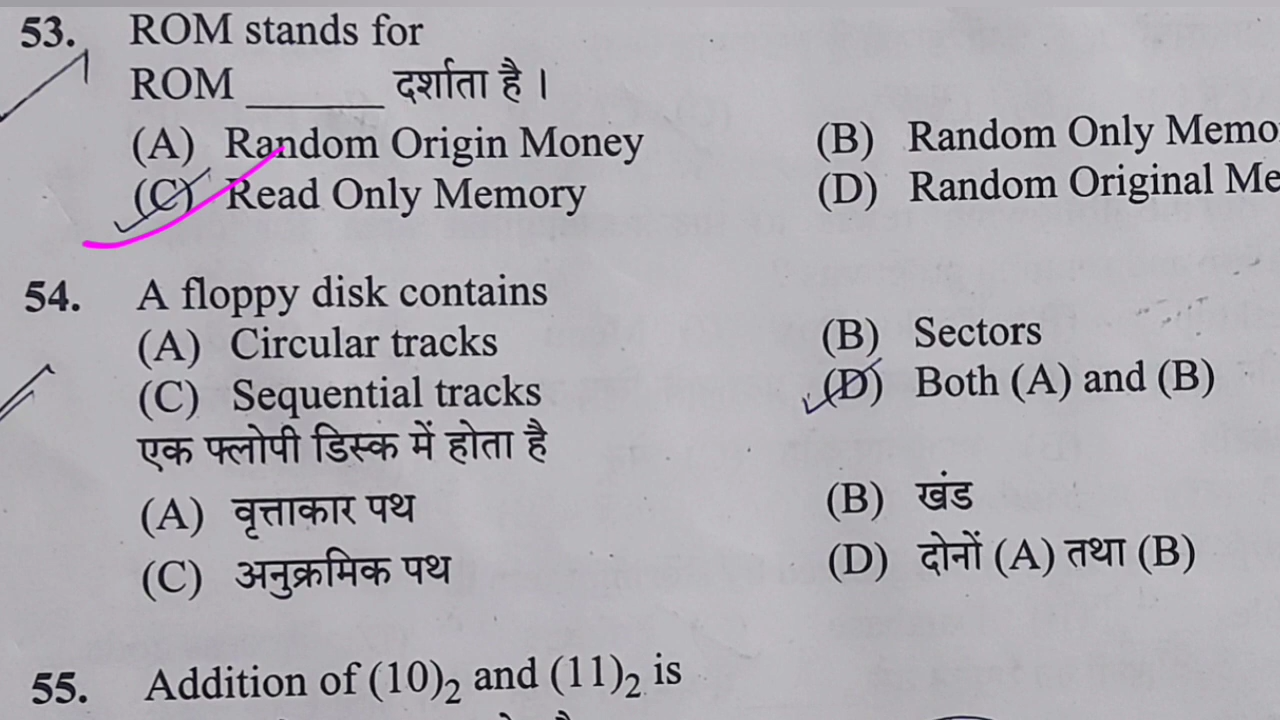 53. ROM stands for
ROM ______ दर्शाता है ।
(A) Random Origin Money (B) Random Only Memo
(C) Read Only Memory (D) Random Original Me
54. A floppy disk contains
(A) Circular tracks (B) Sectors
(C) Sequential tracks (D) Both (A) and (B)
एक फ्लोपी डिस्क में होता है
(A) वृत्ताकार पथ (B) खंड
(C) अनुक्रमिक पथ (D) दोनों (A) तथा (B)
55. Addition of (10)₂ and (11)₂ is